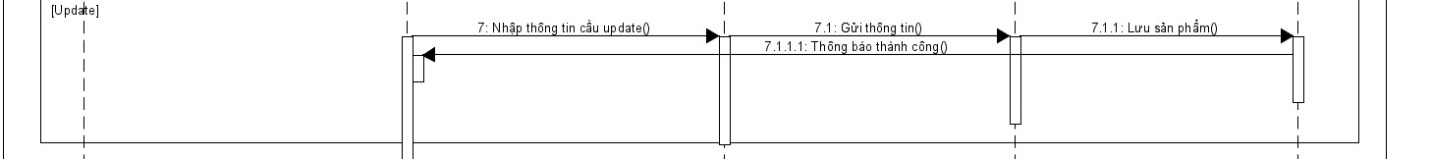 [Update]
7: Nhập thông tin cầu update()
7.1: Gửi thông tin()
7.1.1: Lưu sản phẩm()
7.1.1.1: Thông báo thành công()